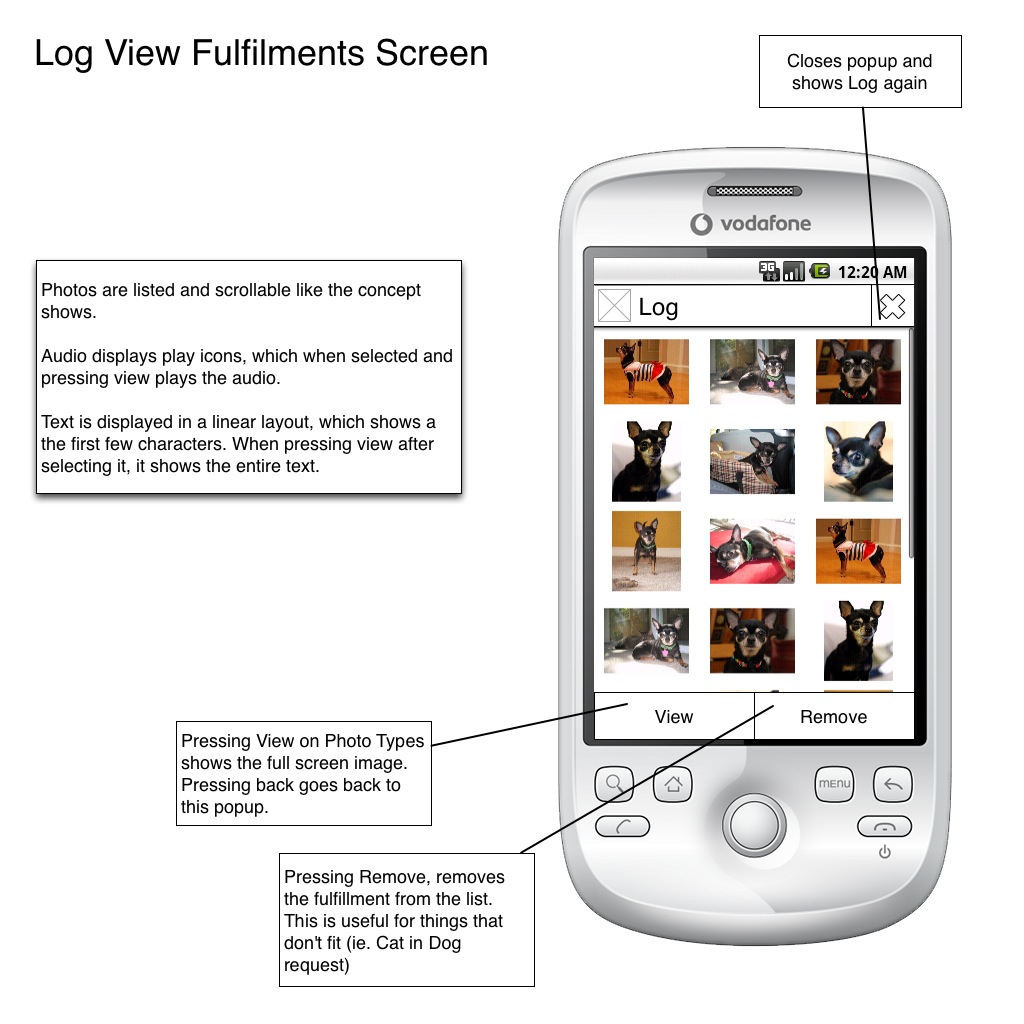 Log View Fulfilments Screen
Closes popup and
shows Log again
vodafone
3G
12:20 AM
Log
Photos are listed and scrollable like the concept
shows.
Audio displays play icons, which when selected and
pressing view plays the audio.
Text is displayed in a linear layout, which shows a
the first few characters. When pressing view after
selecting it, it shows the entire text.
View
Remove
Pressing View on Photo Types
shows the full screen image.
Pressing back goes back to
this popup.
MENU
Pressing Remove, removes
the fulfillment from the list.
This is useful for things that
don't fit (ie. Cat in Dog
request)